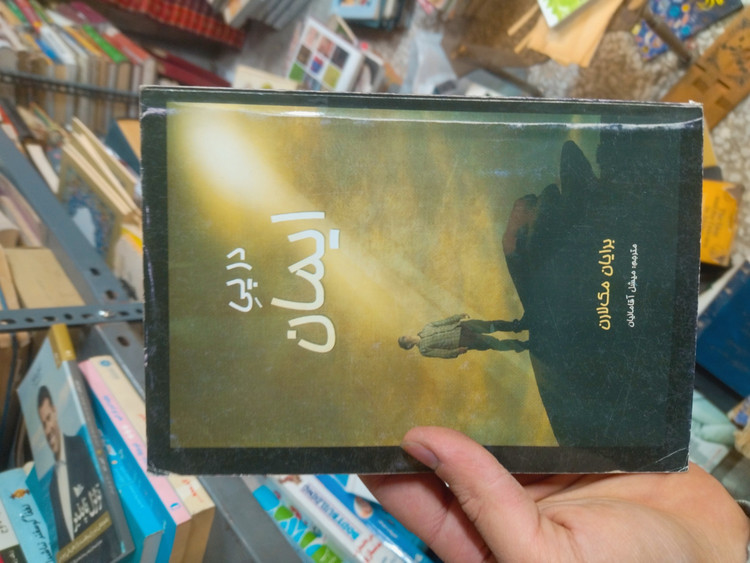 در پیِ
ایمان
برایان مک‌لارن
مترجم: میشل آقامالیان